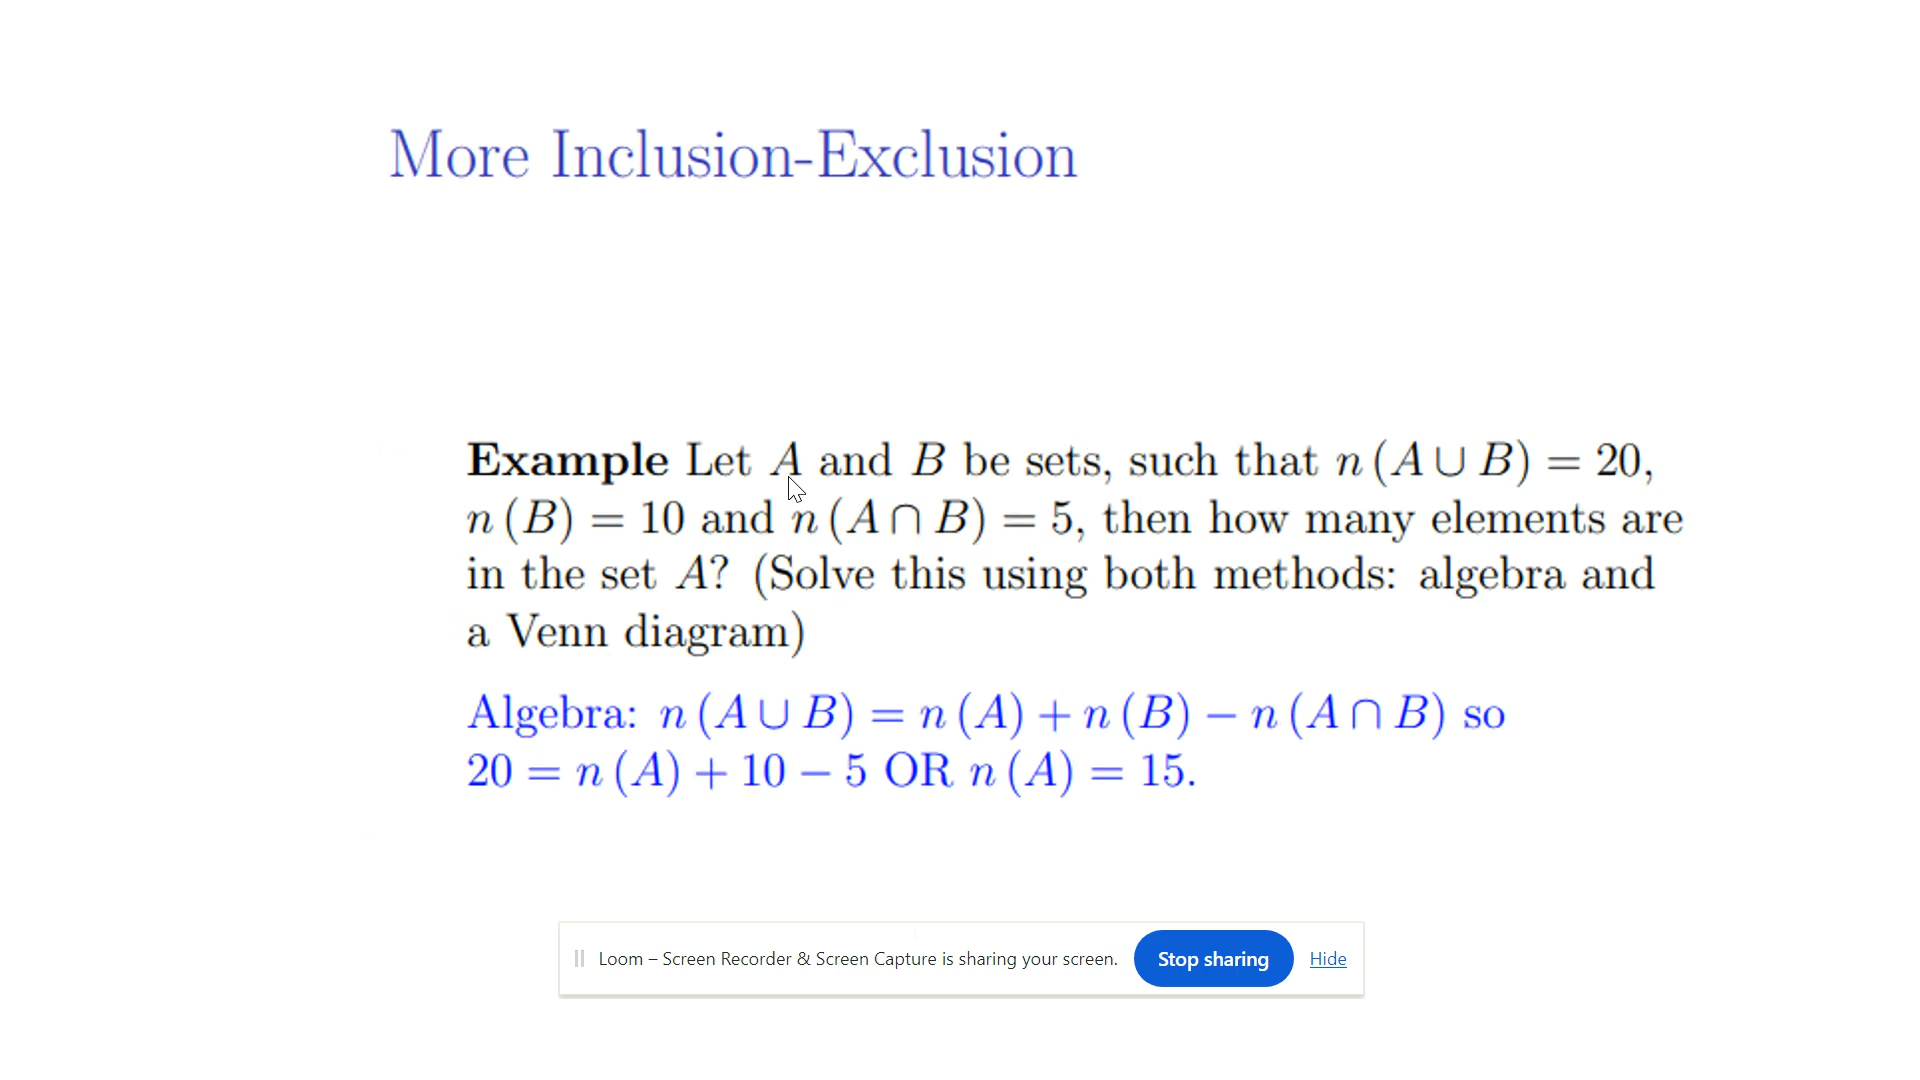 More Inclusion-Exclusion
Example Let A and B be sets, such that n (A ∪ B) = 20,
n (B) = 10 and n (A ∩ B) = 5, then how many elements are
in the set A? (Solve this using both methods: algebra and
a Venn diagram)
Algebra: n (A ∪ B) = n (A) + n (B) − n (A ∩ B) so
20 = n (A) + 10 − 5 OR n (A) = 15.
Loom – Screen Recorder & Screen Capture is sharing your screen. Stop sharing Hide